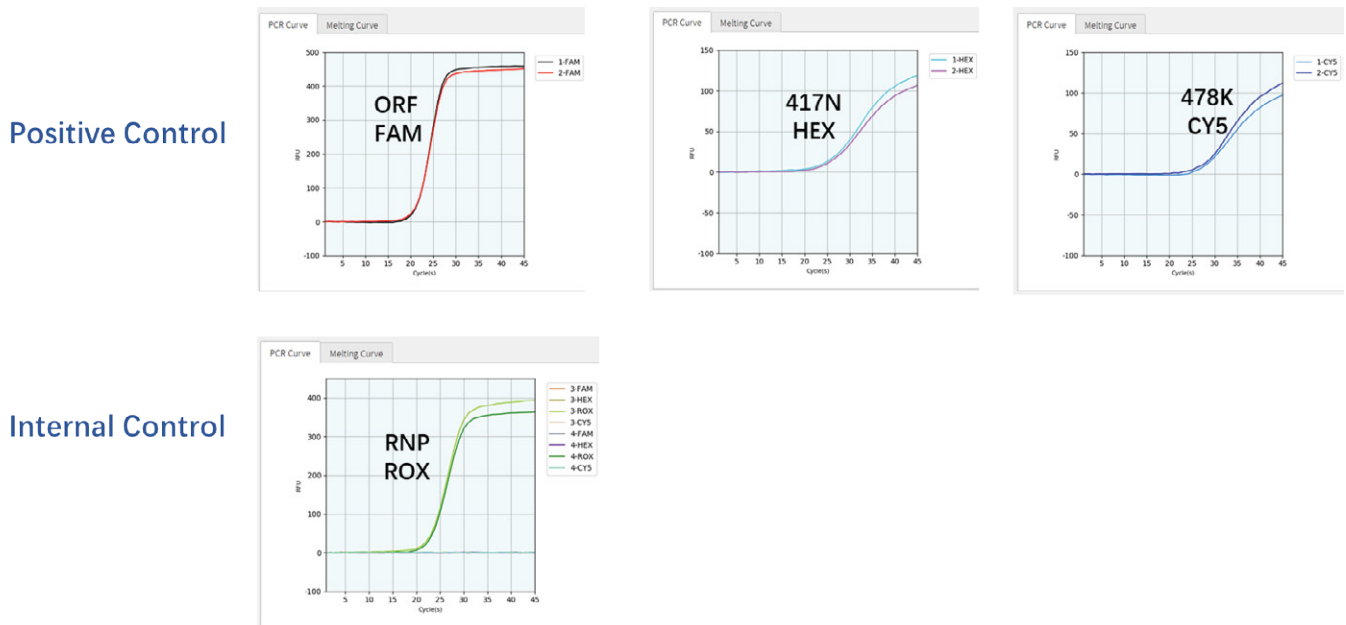 Positive Control
PCR Curve
Melting Curve
500
400
300
200
100
0
-100
RFU
5 10 15 20 25 30 35 40 45
Cycle(s)
ORF
FAM
1-FAM
2-FAM
PCR Curve
Melting Curve
150
100
50
0
-50
-100
RFU
5 10 15 20 25 30 35 40 45
Cycle(s)
417N
HEX
1-HEX
2-HEX
PCR Curve
Melting Curve
150
100
50
0
-50
-100
RFU
5 10 15 20 25 30 35 40 45
Cycle(s)
478K
CY5
1-CY5
2-CY5
Internal Control
PCR Curve
Melting Curve
400
300
200
100
0
-100
RFU
5 10 15 20 25 30 35 40 45
Cycle(s)
RNP
ROX
3-FAM
3-HEX
3-ROX
3-CY5
4-FAM
4-HEX
4-ROX
4-CY5